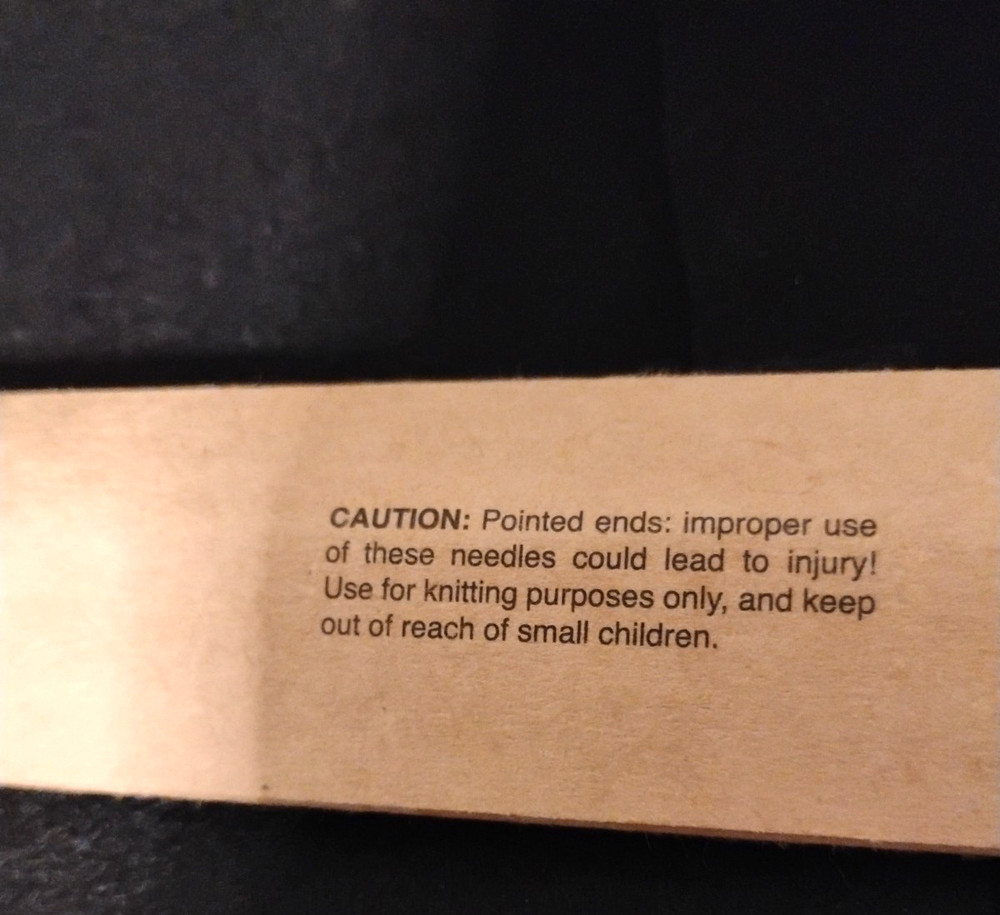 CAUTION: Pointed ends: improper use
of these needles could lead to injury!
Use for knitting purposes only, and keep
out of reach of small children.